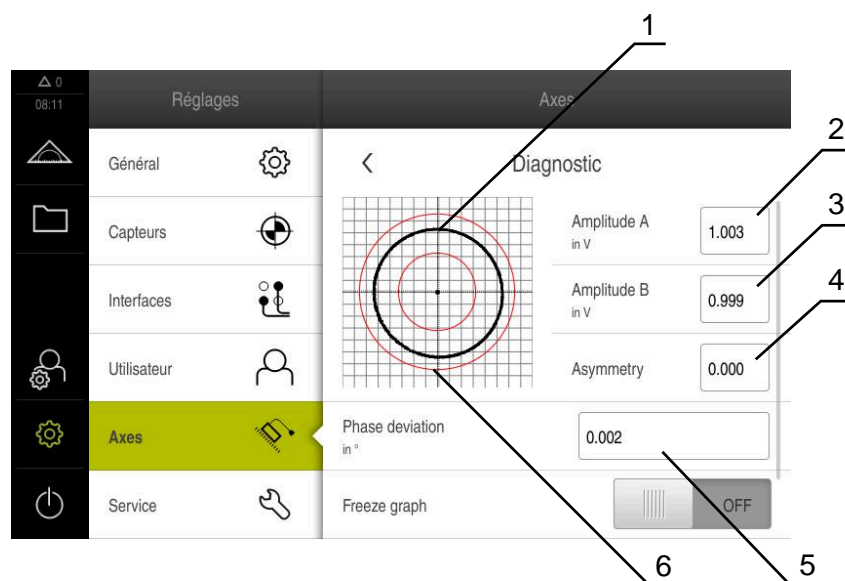 1
△ 0
08:11
Réglages
Axes
Général
Diagnostic
2
Capteurs
Amplitude A
in V
1.003
3
Interfaces
Amplitude B
in V
0.999
4
Utilisateur
Asymmetry
0.000
Axes
Phase deviation
in °
0.002
Service
Freeze graph
OFF
6
5